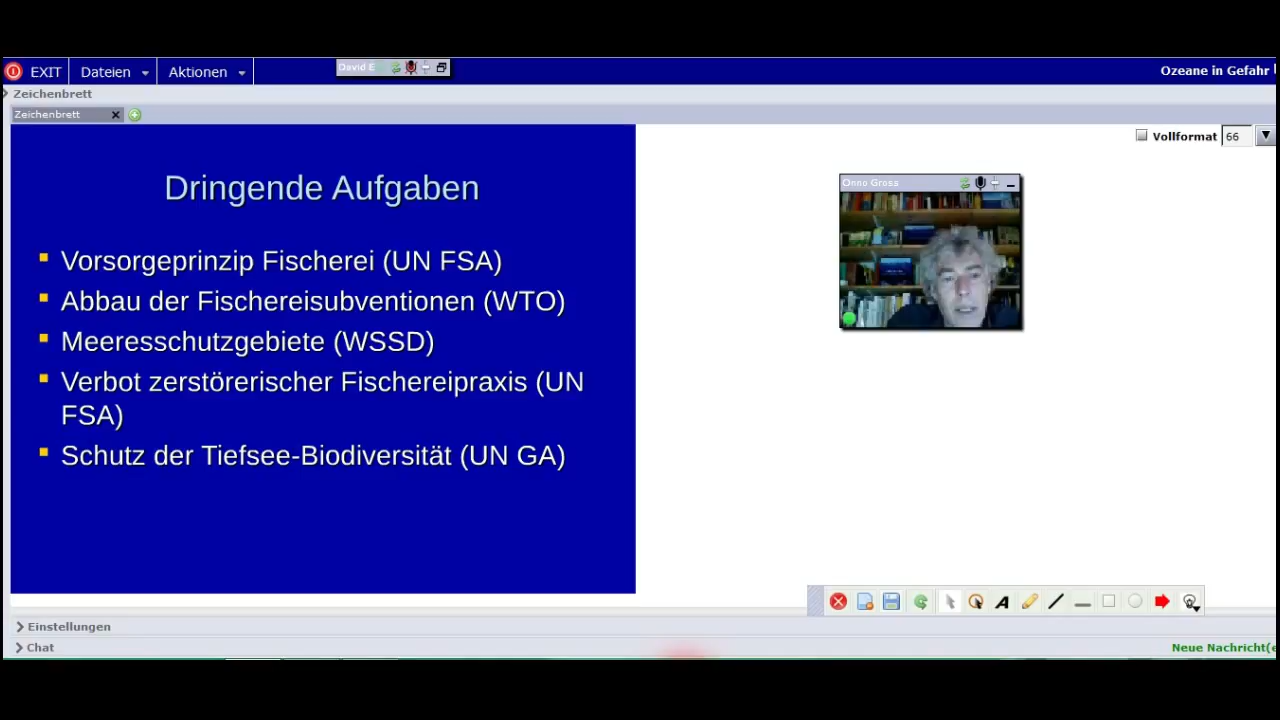 EXIT
Dateien
Aktionen
David E
Ozeane in Gefahr
Zeichenbrett
Zeichenbrett
Vollformat 66
Dringende Aufgaben
Vorsorgeprinzip Fischerei (UN FSA)
Abbau der Fischereisubventionen (WTO)
Meeresschutzgebiete (WSSD)
Verbot zerstörerischer Fischereipraxis (UN
FSA)
Schutz der Tiefsee-Biodiversität (UN GA)
Onno Gross
A
Einstellungen
Chat
Neue Nachricht(e